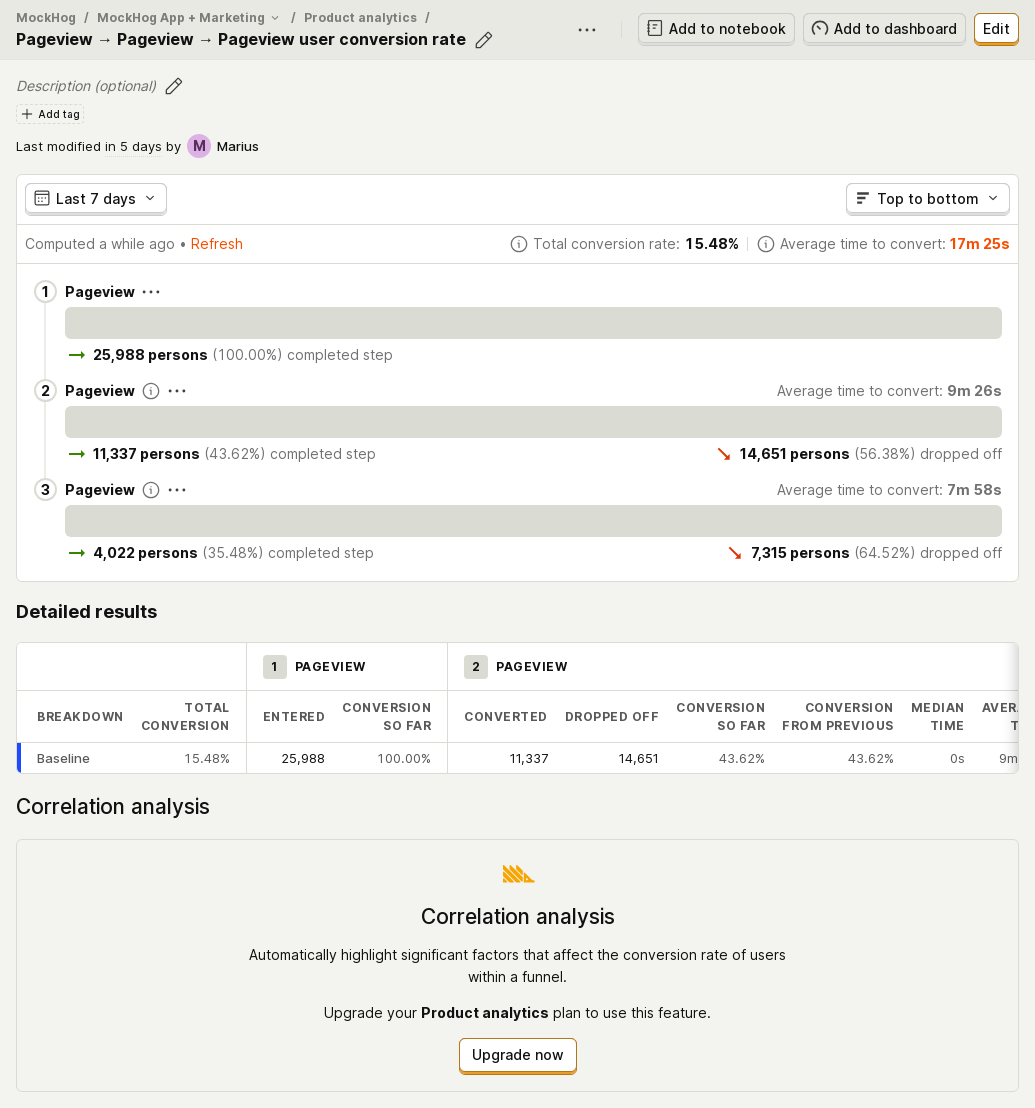 MockHog / MockHog App + Marketing / Product analytics /
Pageview → Pageview → Pageview user conversion rate
Add to notebook
Add to dashboard
Edit
Description (optional)
Add tag
Last modified in 5 days by M Marius
Last 7 days
Top to bottom
Computed a while ago • Refresh
Total conversion rate: 15.48%
Average time to convert: 17m 25s
1 Pageview
25,988 persons (100.00%) completed step
2 Pageview
Average time to convert: 9m 26s
11,337 persons (43.62%) completed step
14,651 persons (56.38%) dropped off
3 Pageview
Average time to convert: 7m 58s
4,022 persons (35.48%) completed step
7,315 persons (64.52%) dropped off
Detailed results
1 PAGEVIEW
2 PAGEVIEW
BREAKDOWN
TOTAL
CONVERSION
ENTERED
CONVERSION
SO FAR
CONVERTED
DROPPED OFF
CONVERSION
SO FAR
CONVERSION
FROM PREVIOUS
MEDIAN
TIME
Baseline 15.48% 25,988 100.00% 11,337 14,651 43.62% 43.62% 0s 9m
Correlation analysis
Correlation analysis
Automatically highlight significant factors that affect the conversion rate of users
within a funnel.
Upgrade your Product analytics plan to use this feature.
Upgrade now